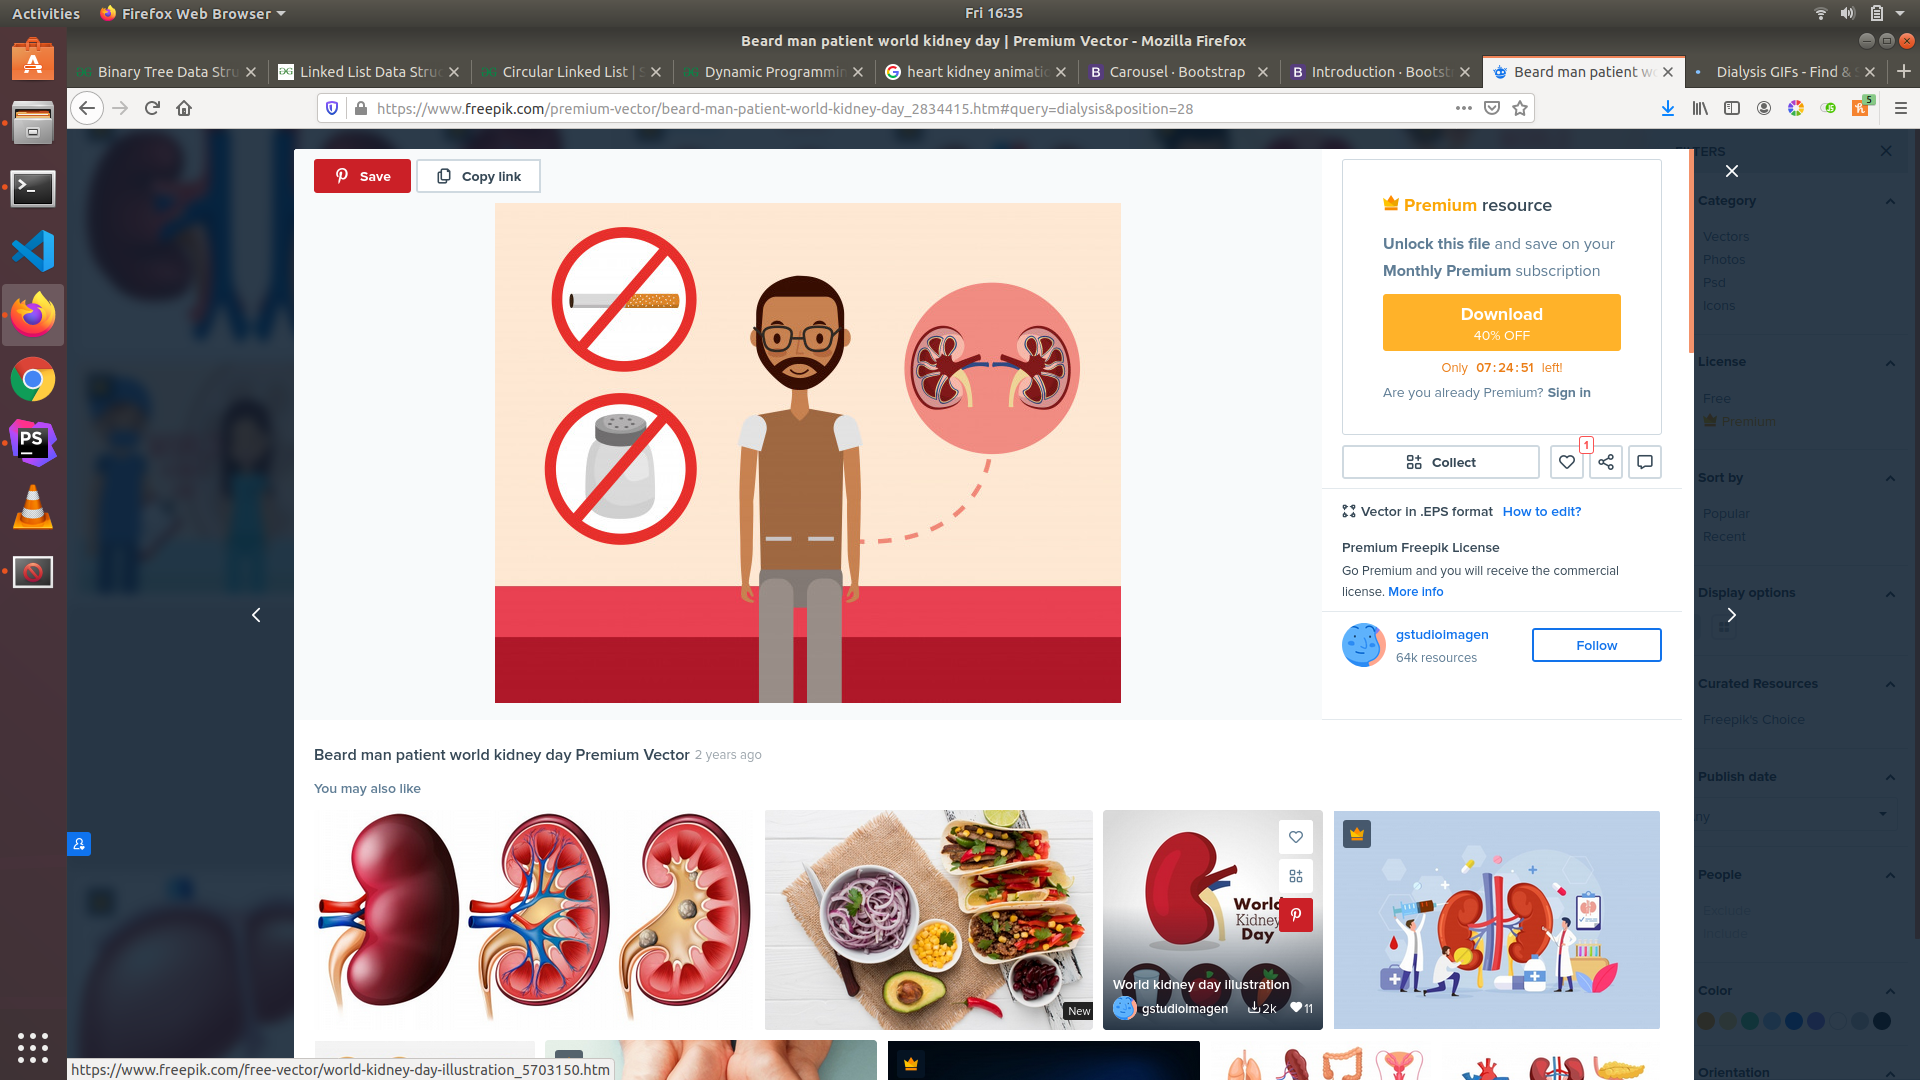 Activities
Firefox Web Browser
Fri 16:35
Beard man patient world kidney day | Premium Vector - Mozilla Firefox
Binary Tree Data Stru
Linked List Data Struc
Circular Linked List | S
Dynamic Programmin
heart kidney animatic
Carousel · Bootstrap
Introduction · Bootst
Beard man patient wo
Dialysis GIFs - Find & S
https://www.freepik.com/premium-vector/beard-man-patient-world-kidney-day_2834415.htm#query=dialysis&position=28
5
Save
Copy link
Premium resource
Unlock this file and save on your
Monthly Premium subscription
Download
40% OFF
Only 07:24:51 left!
Are you already Premium? Sign in
Collect
1
Vector in .EPS format How to edit?
Premium Freepik License
Go Premium and you will receive the commercial
license. More info
gstudioimagen
64k resources
Follow
TERS
Category
Vectors
Photos
Psd
Icons
License
Free
Premium
Sort by
Popular
Recent
Display options
Curated Resources
Freepik's Choice
Publish date
ny
People
Exclude
Include
Color
Orientation
Beard man patient world kidney day Premium Vector 2 years ago
You may also like
New
World
Kidney
Day
World kidney day illustration
gstudioimagen
2k
11
https://www.freepik.com/free-vector/world-kidney-day-illustration_5703150.htm
PS